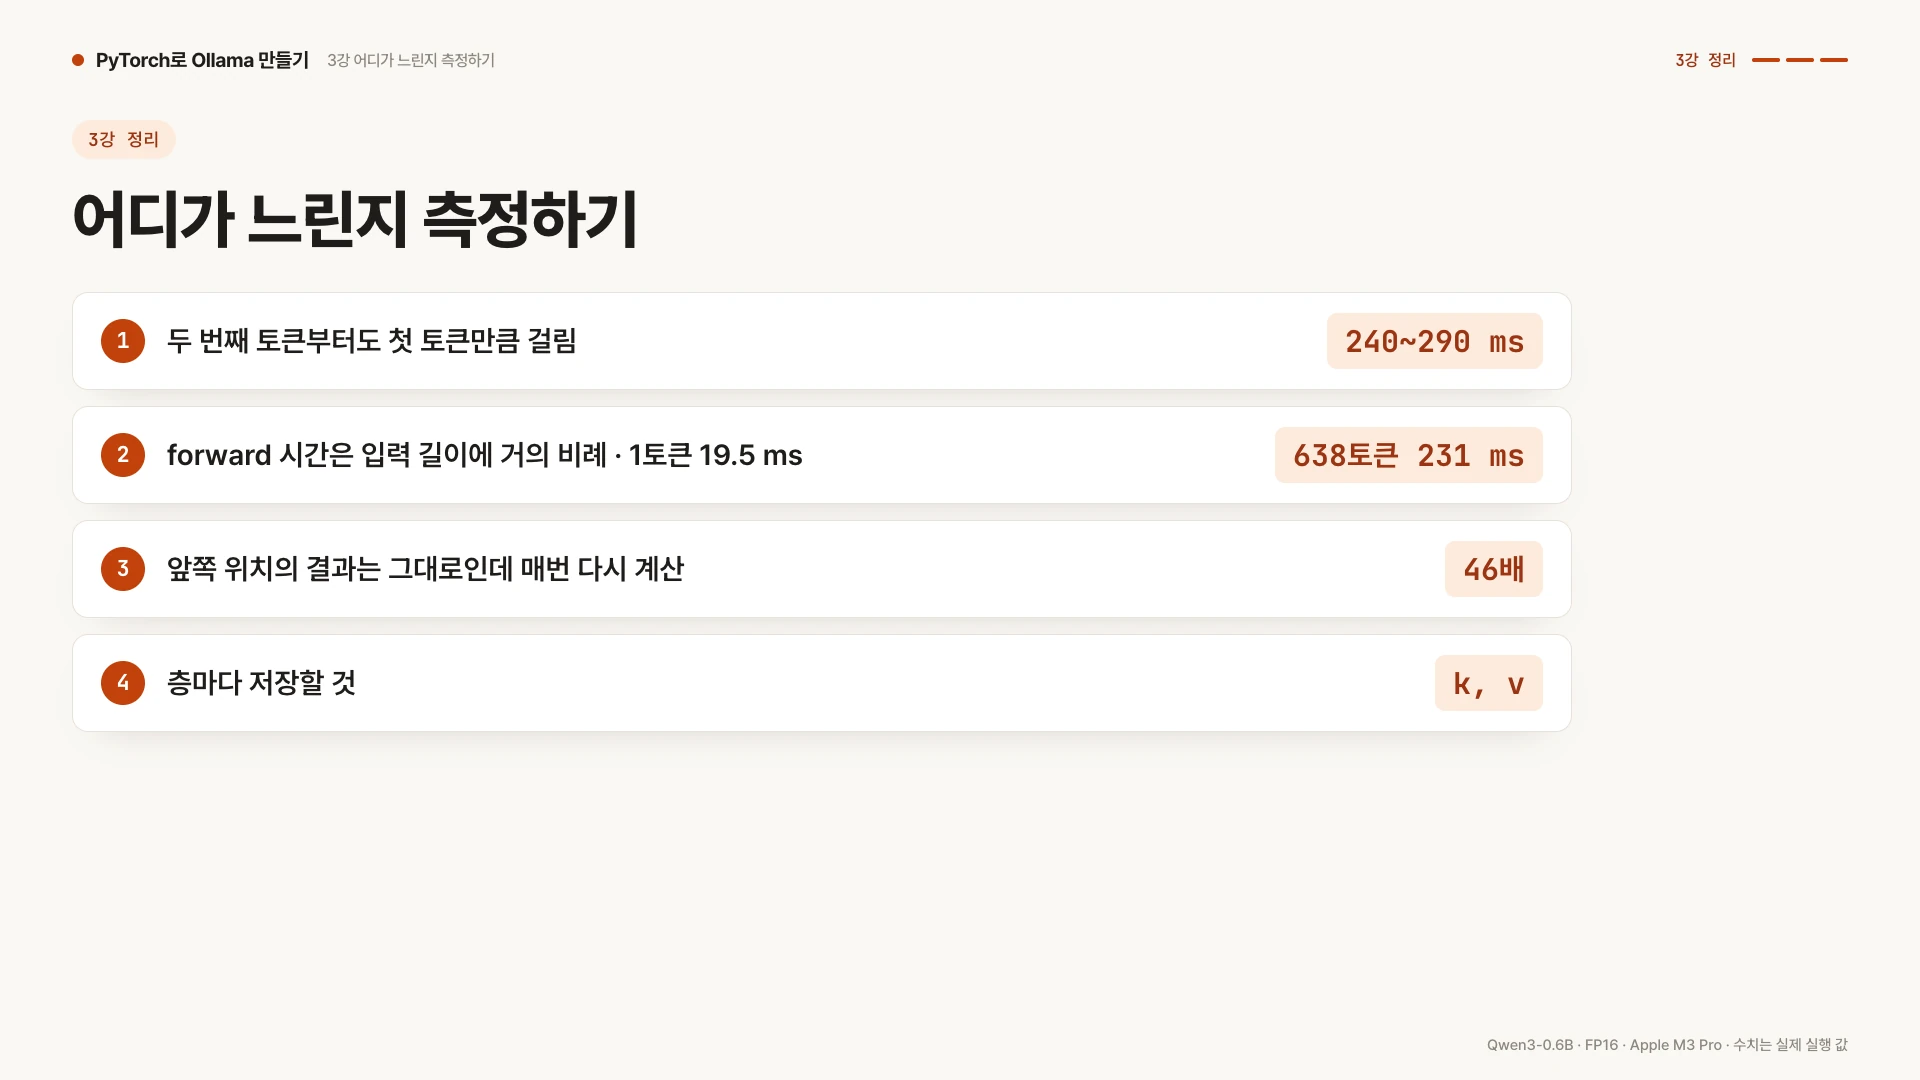 PyTorch로 Ollama 만들기 3강 어디가 느린지 측정하기
3강 정리
3강 정리
어디가 느린지 측정하기
1 두 번째 토큰부터도 첫 토큰만큼 걸림 240~290 ms
2 forward 시간은 입력 길이에 거의 비례 · 1토큰 19.5 ms 638토큰 231 ms
3 앞쪽 위치의 결과는 그대로인데 매번 다시 계산 46배
4 층마다 저장할 것 k, v
Qwen3-0.6B · FP16 · Apple M3 Pro · 수치는 실제 실행 값